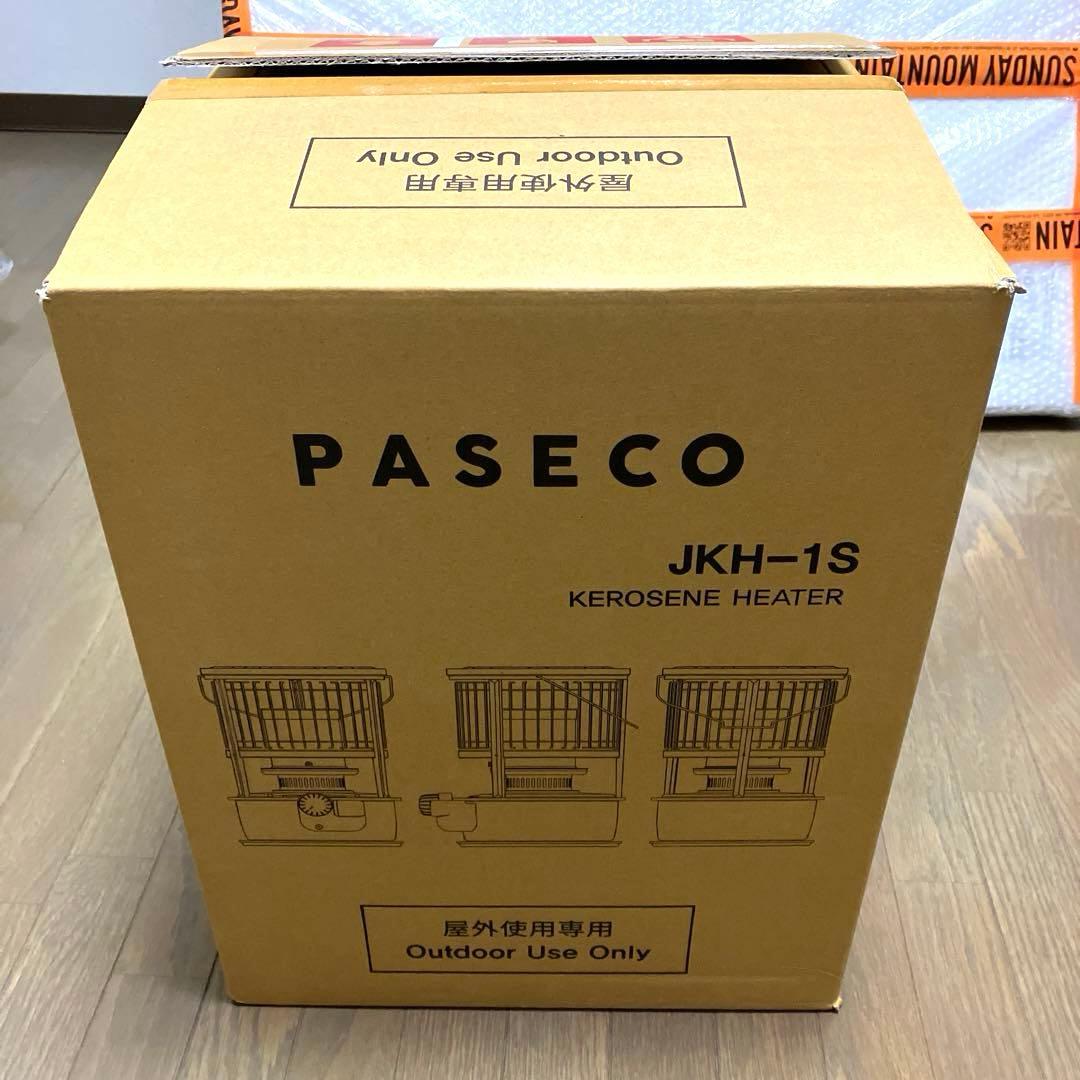 SUNDAY MOUNTAIN
屋外使用専用
Outdoor Use Only
PASECO
JKH-1S
KEROSENE HEATER
屋外使用専用
Outdoor Use Only